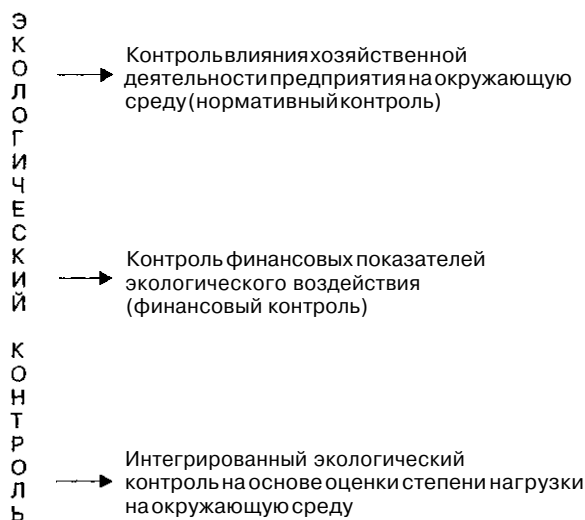 ЭКОЛОГИЧЕСКИЙ КОНТРОЛЬ
Контроль влияния хозяйственной
деятельности предприятия на окружающую
среду (нормативный контроль)
Контроль финансовых показателей
экологического воздействия
(финансовый контроль)
Интегрированный экологический
контроль на основе оценки степени нагрузки
на окружающую среду